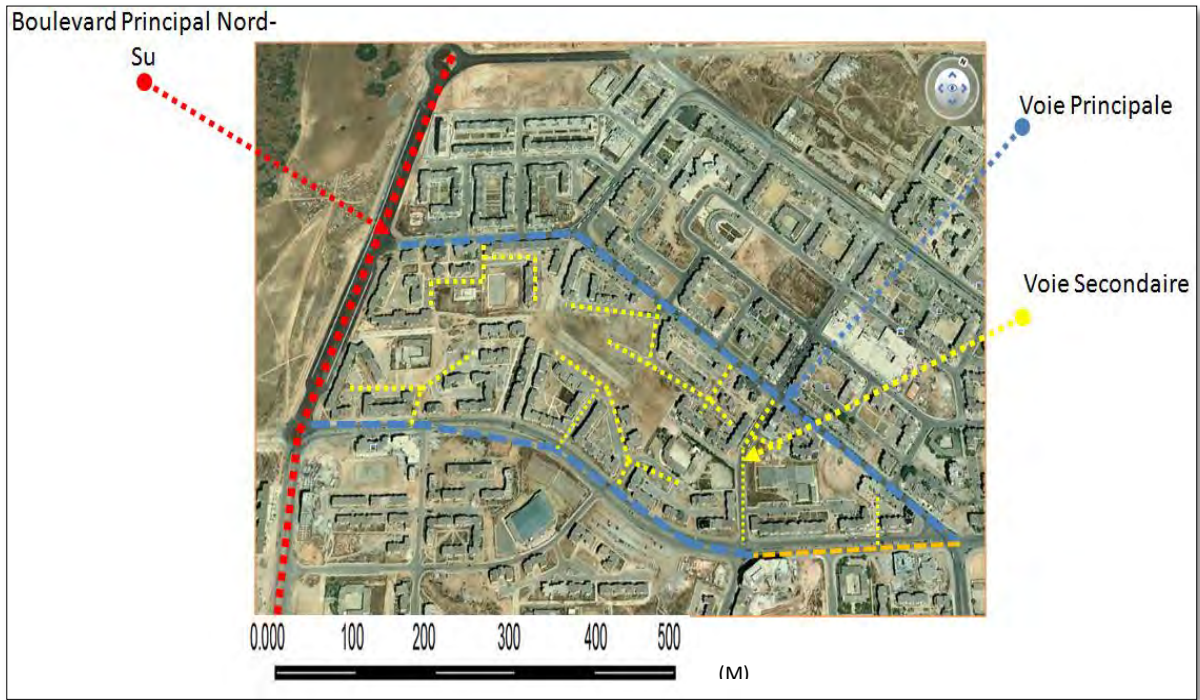 Boulevard Principal Nord-
Su
N
Voie Principale
Voie Secondaire
0.000 100 200 300 400 500
(M)